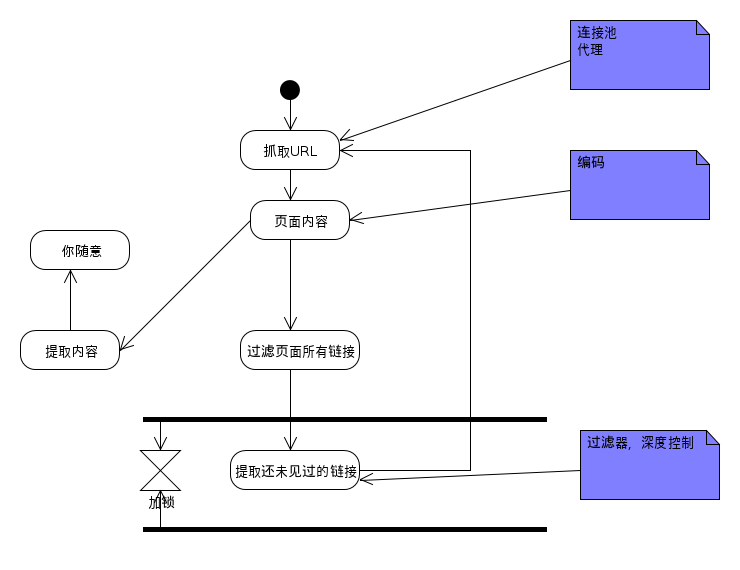 连接池
代理
抓取URL
编码
页面内容
你随意
提取内容
过滤页面所有链接
过滤器，深度控制
提取还未见过的链接
加锁